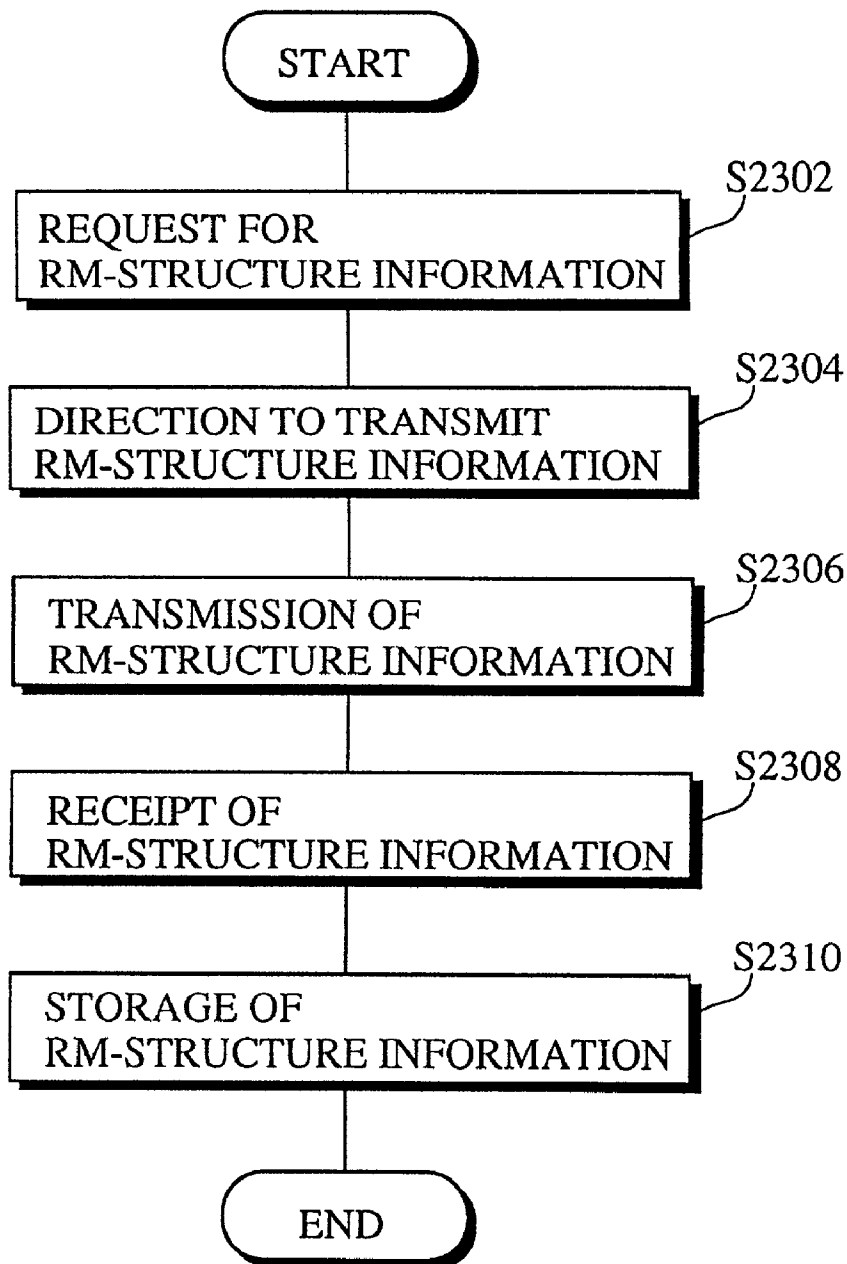 START
S2302
REQUEST FOR
RM-STRUCTURE INFORMATION
S2304
DIRECTION TO TRANSMIT
RM-STRUCTURE INFORMATION
S2306
TRANSMISSION OF
RM-STRUCTURE INFORMATION
S2308
RECEIPT OF
RM-STRUCTURE INFORMATION
S2310
STORAGE OF
RM-STRUCTURE INFORMATION
END